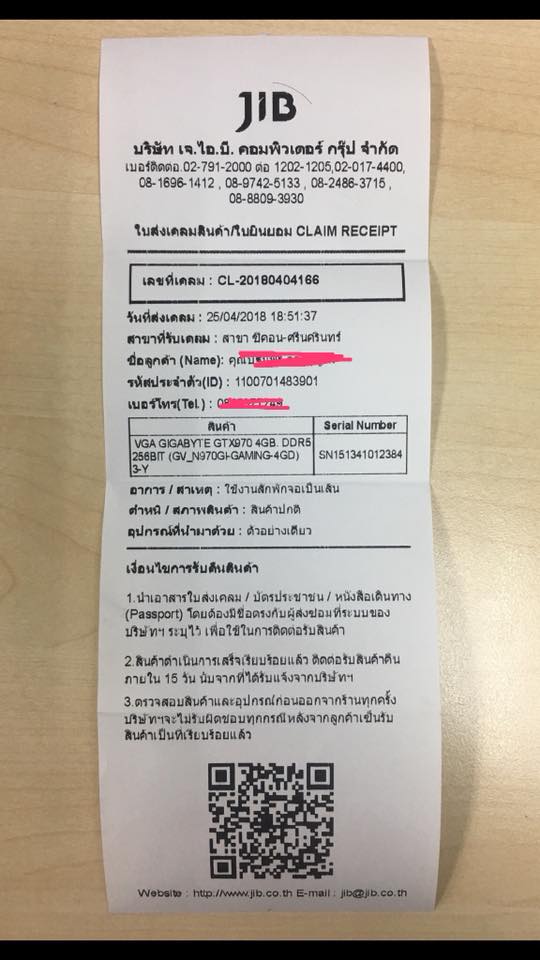 JIB
บริษัท เจ.ไอ.บี. คอมพิวเตอร์ กรุ๊ป จำกัด
เบอร์ติดต่อ.02-791-2000 ต่อ 1202-1205,02-017-4400,
08-1696-1412 , 08-9742-5133 , 08-2486-3715 ,
08-8809-3930
ใบส่งเคลมสินค้า/ใบยินยอม CLAIM RECEIPT
เลขที่เคลม : CL-20180404166
วันที่ส่งเคลม : 25/04/2018 18:51:37
สาขาที่รับเคลม : สาขา ซีคอน-ศรีนครินทร์
ชื่อลูกค้า (Name): คุณ
รหัสประจำตัว(ID) : 1100701483901
เบอร์โทร(Tel.) :
สินค้า Serial Number
VGA GIGABYTE GTX970 4GB. DDR5
256BIT (GV_N970GI-GAMING-4GD) SN151341012384
3-Y
อาการ / สาเหตุ : ใช้งานสักพักจอเป็นเส้น
ตำหนิ / สภาพสินค้า : สินค้าปกติ
อุปกรณ์ที่นำมาด้วย : ตัวอย่างเดียว
เงื่อนไขการรับคืนสินค้า
1.นำเอกสารใบส่งเคลม / บัตรประชาชน / หนังสือเดินทาง
(Passport) โดยต้องมีชื่อตรงกับผู้ส่งซ่อมที่ระบบของ
บริษัทฯ ระบุไว้ เพื่อใช้ในการติดต่อรับสินค้า
2.สินค้าดำเนินการเสร็จเรียบร้อยแล้ว ติดต่อรับสินค้าคืน
ภายใน 15 วัน นับจากที่ได้รับแจ้งจากบริษัทฯ
3.ตรวจสอบสินค้าและอุปกรณ์ก่อนออกจากร้านทุกครั้ง
บริษัทฯจะไม่รับผิดชอบทุกกรณีหลังจากลูกค้าเซ็นรับ
สินค้าเป็นที่เรียบร้อยแล้ว
Website : http://www.jib.co.th E-mail : jib@jib.co.th